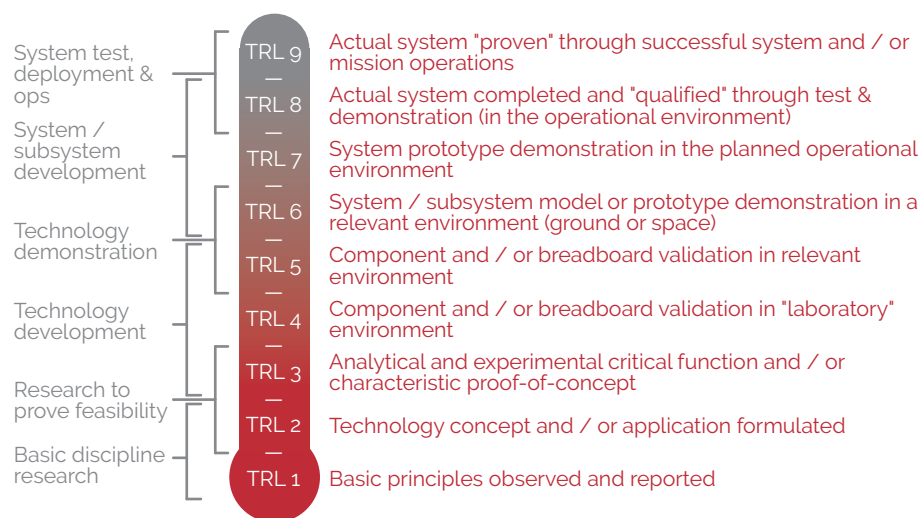 System test,
deployment &
ops
System /
subsystem
development
Technology
demonstration
Technology
development
Research to
prove feasibility
Basic discipline
research
TRL 9
Actual system "proven" through successful system and / or
mission operations
TRL 8
Actual system completed and "qualified" through test &
demonstration (in the operational environment)
TRL 7
System prototype demonstration in the planned operational
environment
TRL 6
System / subsystem model or prototype demonstration in a
relevant environment (ground or space)
TRL 5
Component and / or breadboard validation in relevant
environment
TRL 4
Component and / or breadboard validation in "laboratory"
environment
TRL 3
Analytical and experimental critical function and / or
characteristic proof-of-concept
TRL 2
Technology concept and / or application formulated
TRL 1
Basic principles observed and reported